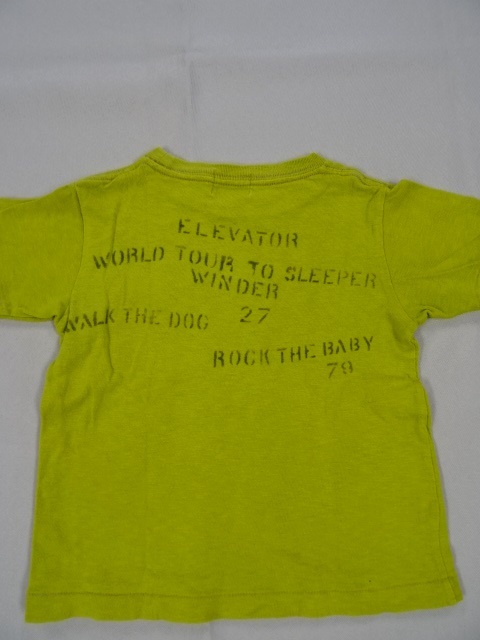 ELEVATOR
WORLD TOUR TO SLEEPER
WINDER
WALK THE DOG 27
ROCK THE BABY
79